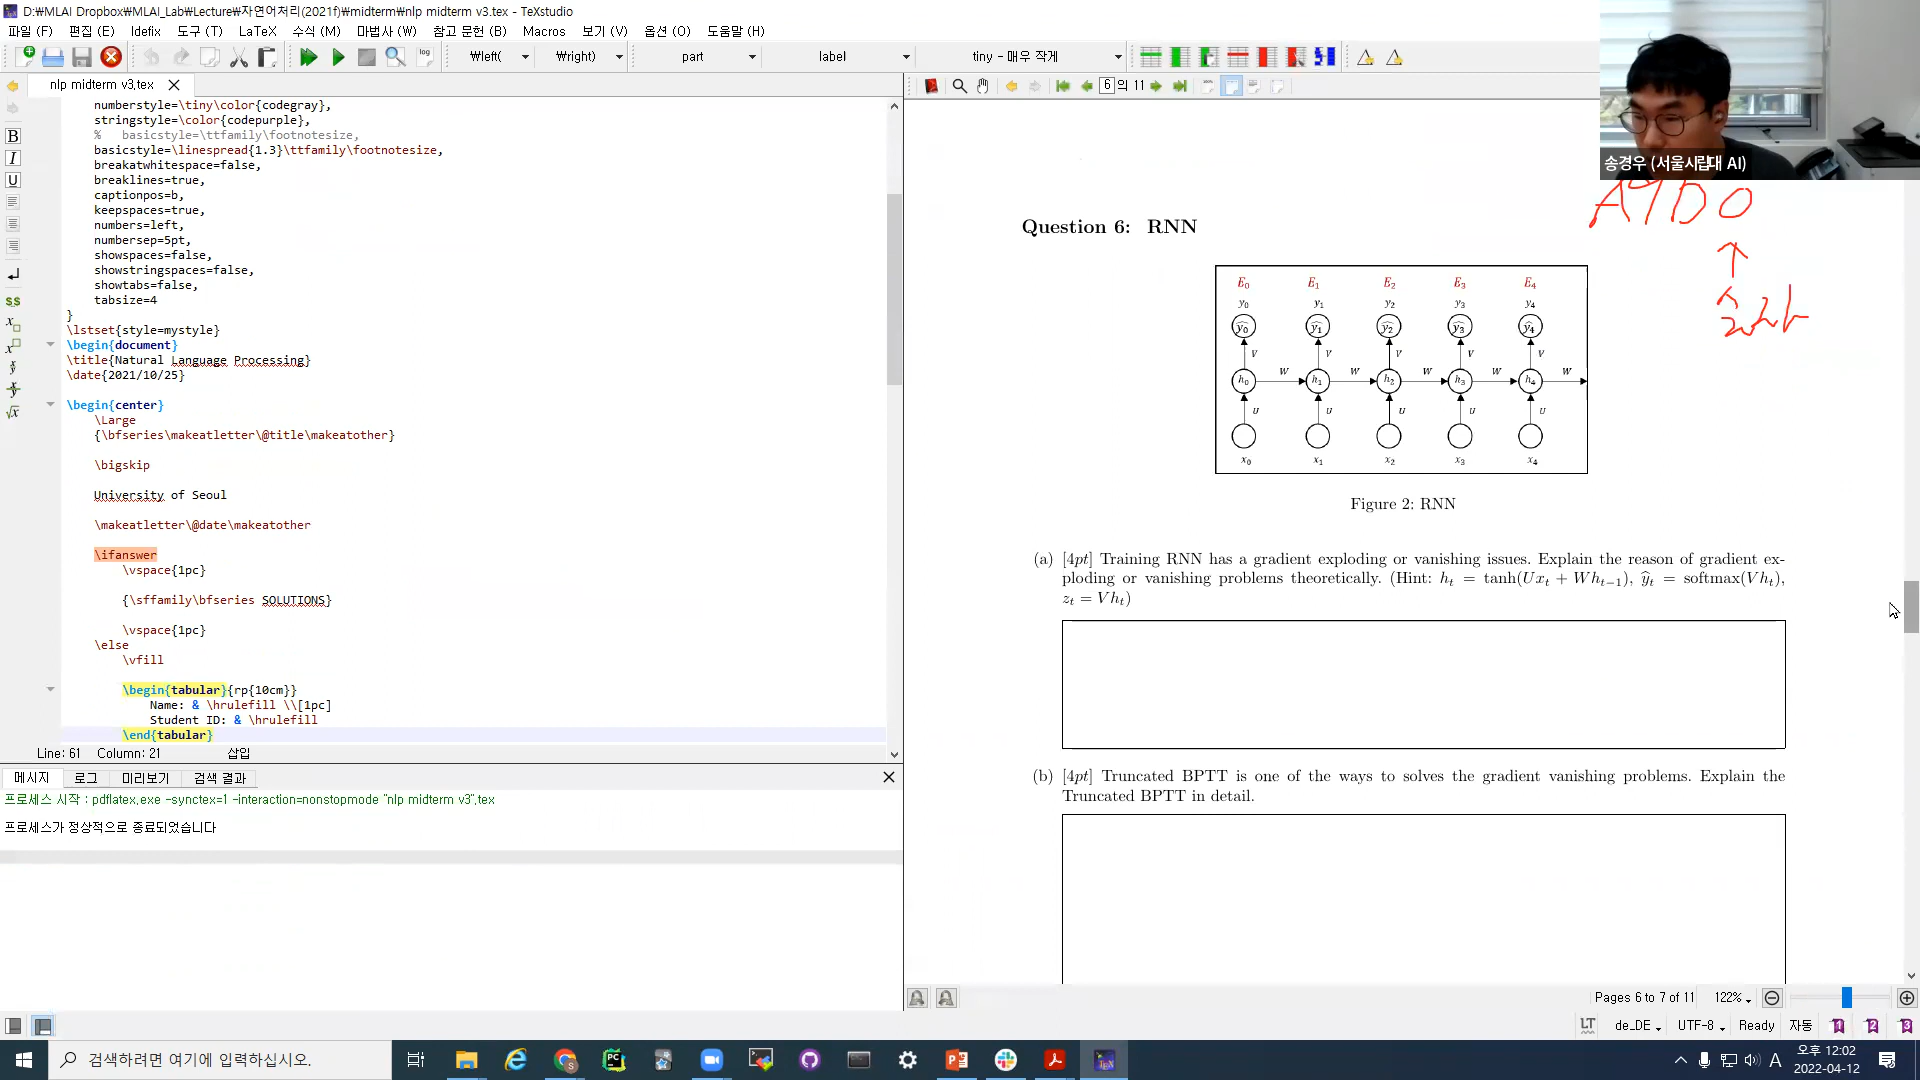 D:₩MLAI Dropbox₩MLAI_Lab₩Lecture₩자연어처리(2021f)₩midterm₩nlp midterm v3.tex - TeXstudio
파일 (F) 편집 (E) Idefix 도구 (T) LaTeX 수식 (M) 마법사 (W) 참고 문헌 (B) Macros 보기 (V) 옵션 (O) 도움말 (H)
₩left( ₩right) part label tiny - 매우 작게
log
nlp midterm v3.tex
6 의 11
numberstyle=\tiny\color{codegray},
stringstyle=\color{codepurple},
% basicstyle=\ttfamily\footnotesize,
basicstyle=\linespread{1.3}\ttfamily\footnotesize,
breakatwhitespace=false,
breaklines=true,
captionpos=b,
keepspaces=true,
numbers=left,
numbersep=5pt,
showspaces=false,
showstringspaces=false,
showtabs=false,
tabsize=4
}
\lstset{style=mystyle}
\begin{document}
\title{Natural Language Processing}
\date{2021/10/25}
\begin{center}
\Large
{\bfseries\makeatletter\@title\makeatother}
\bigskip
University of Seoul
\makeatletter\@date\makeatother
\ifanswer
\vspace{1pc}
{\sffamily\bfseries SOLUTIONS}
\vspace{1pc}
\else
\vfill
\begin{tabular}{rp{10cm}}
Name: & \hrulefill \\[1pc]
Student ID: & \hrulefill
\end{tabular}
Line: 61 Column: 21 삽입
메시지 로그 미리보기 검색 결과
프로세스 시작 : pdflatex.exe -synctex=1 -interaction=nonstopmode "nlp midterm v3".tex
프로세스가 정상적으로 종료되었습니다
송경우 (서울시립대 AI)
Question 6: RNN
E₀ E₁ E₂ E₃ E₄
y₀ y₁ y₂ y₃ y₄
ŷ₀ ŷ₁ ŷ₂ ŷ₃ ŷ₄
V V V V V
h₀ W h₁ W h₂ W h₃ W h₄ W
U U U U U
x₀ x₁ x₂ x₃ x₄
Figure 2: RNN
(a) [4pt] Training RNN has a gradient exploding or vanishing issues. Explain the reason of gradient ex-
ploding or vanishing problems theoretically. (Hint: hₜ = tanh(Uxₜ + Whₜ₋₁), ŷₜ = softmax(Vhₜ),
zₜ = Vhₜ)
(b) [4pt] Truncated BPTT is one of the ways to solves the gradient vanishing problems. Explain the
Truncated BPTT in detail.
Pages 6 to 7 of 11 122%
LT de_DE UTF-8 Ready 자동 1 2 3
검색하려면 여기에 입력하십시오.
A 오후 12:02
2022-04-12